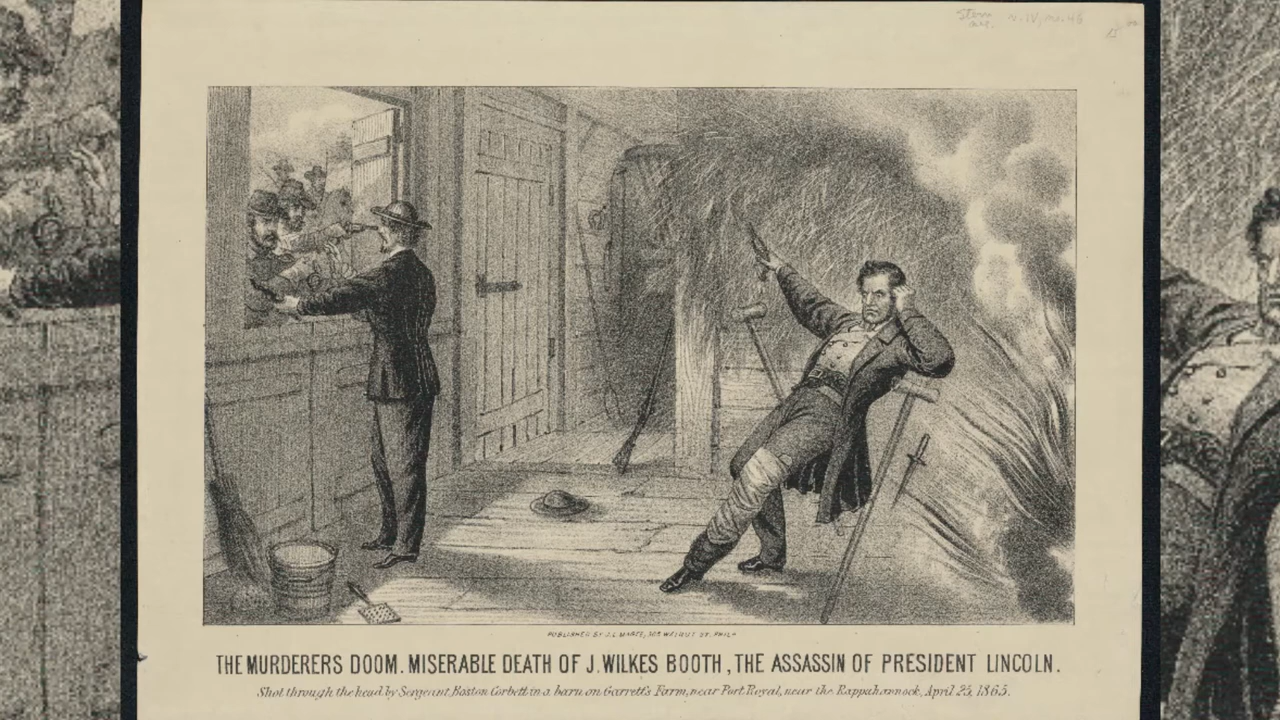 THE MURDERERS DOOM. MISERABLE DEATH OF J. WILKES BOOTH, THE ASSASSIN OF PRESIDENT LINCOLN.
Shot through the head by Sergeant Boston Corbett in a barn on Garrett's Farm, near Port Royal, near the Rappahannock, April 25, 1865.